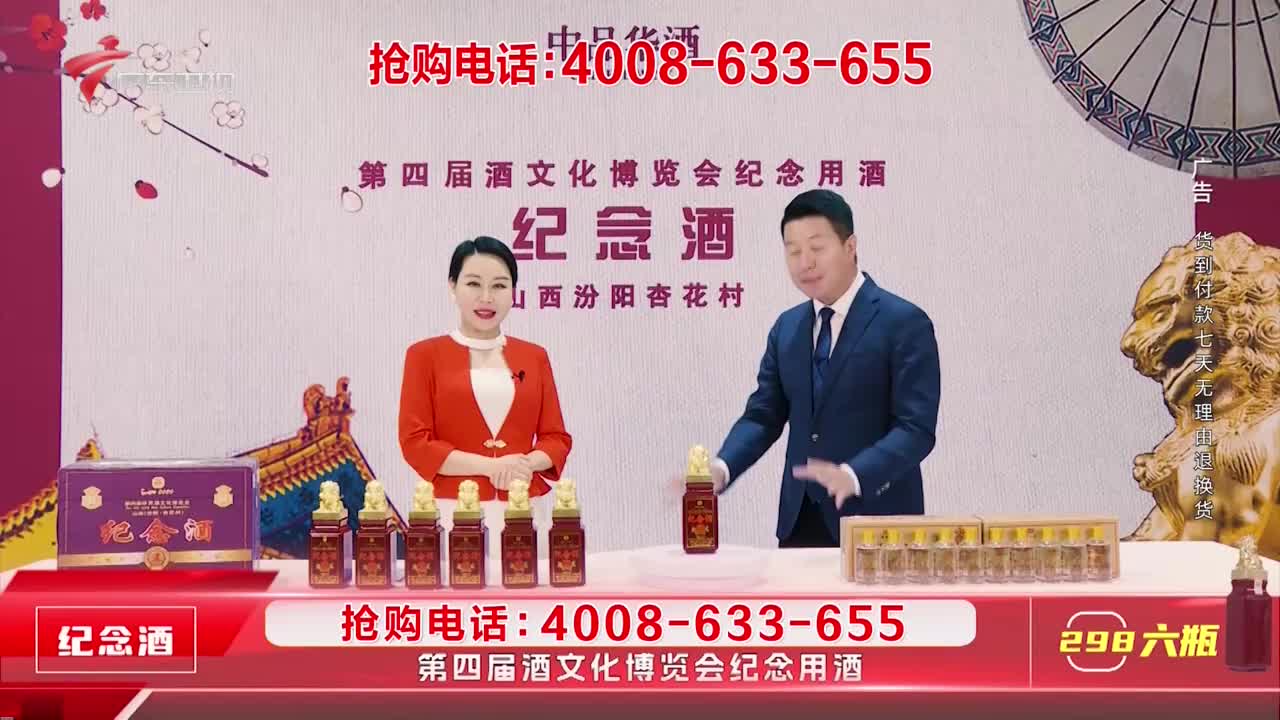 中品华酒
抢购电话:4008-633-655
第四届酒文化博览会纪念用酒
纪念酒
山西汾阳杏花村
广告 货到付款七天无理由退换货
纪念酒
纪念酒
抢购电话:4008-633-655
第四届酒文化博览会纪念用酒
298六瓶